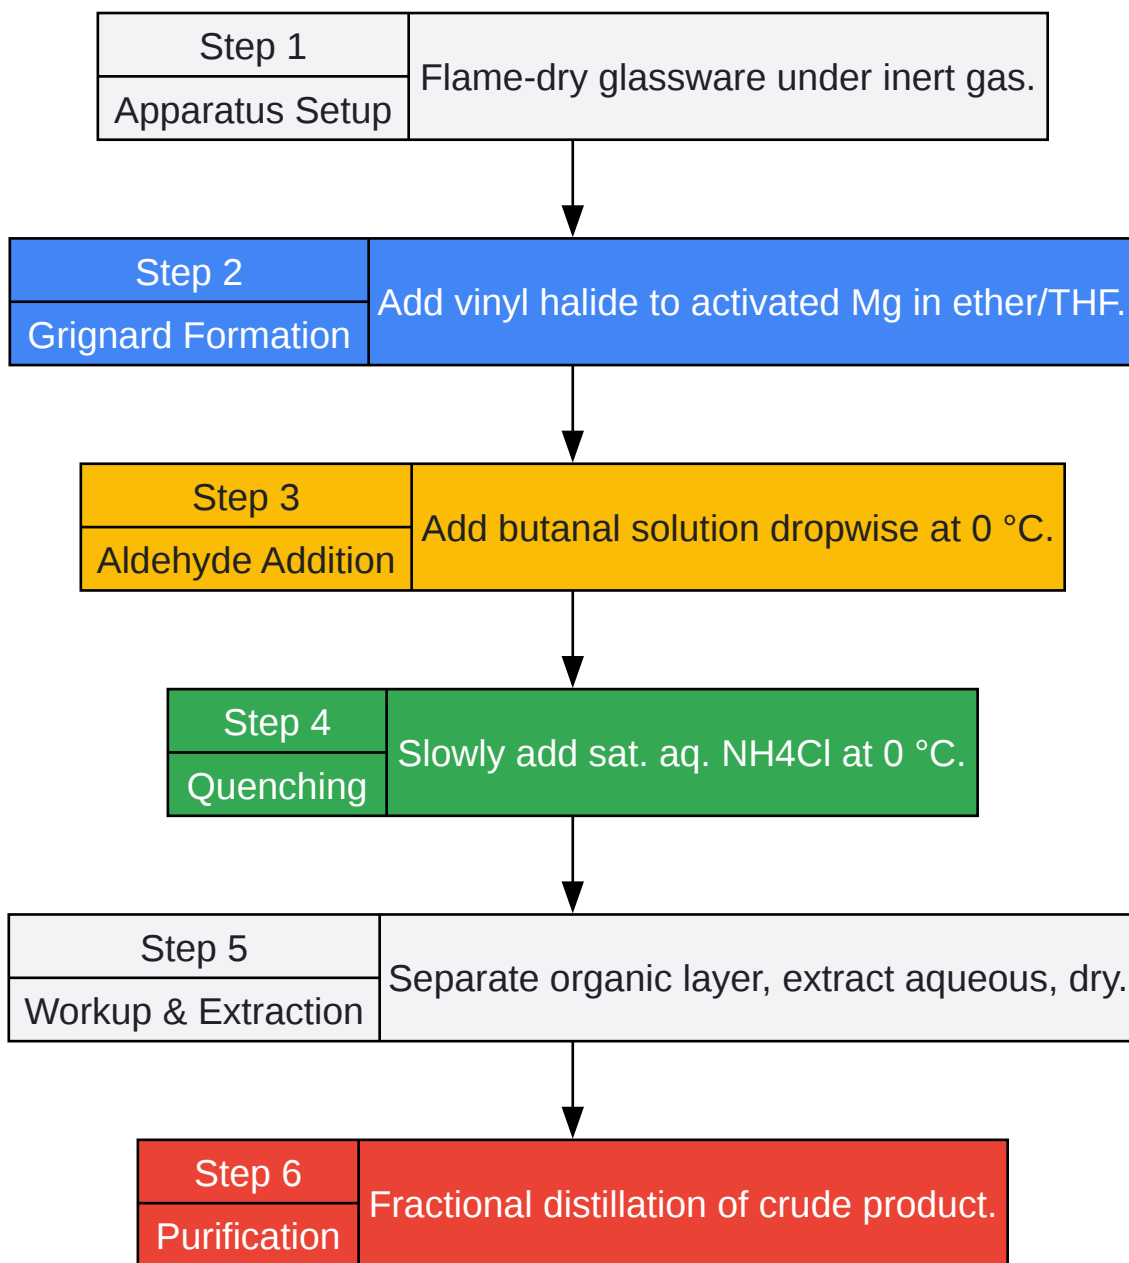 Step 1
Apparatus Setup
Flame-dry glassware under inert gas.
Step 2
Grignard Formation
Add vinyl halide to activated Mg in ether/THF.
Step 3
Aldehyde Addition
Add butanal solution dropwise at 0 °C.
Step 4
Quenching
Slowly add sat. aq. NH4Cl at 0 °C.
Step 5
Workup & Extraction
Separate organic layer, extract aqueous, dry.
Step 6
Purification
Fractional distillation of crude product.